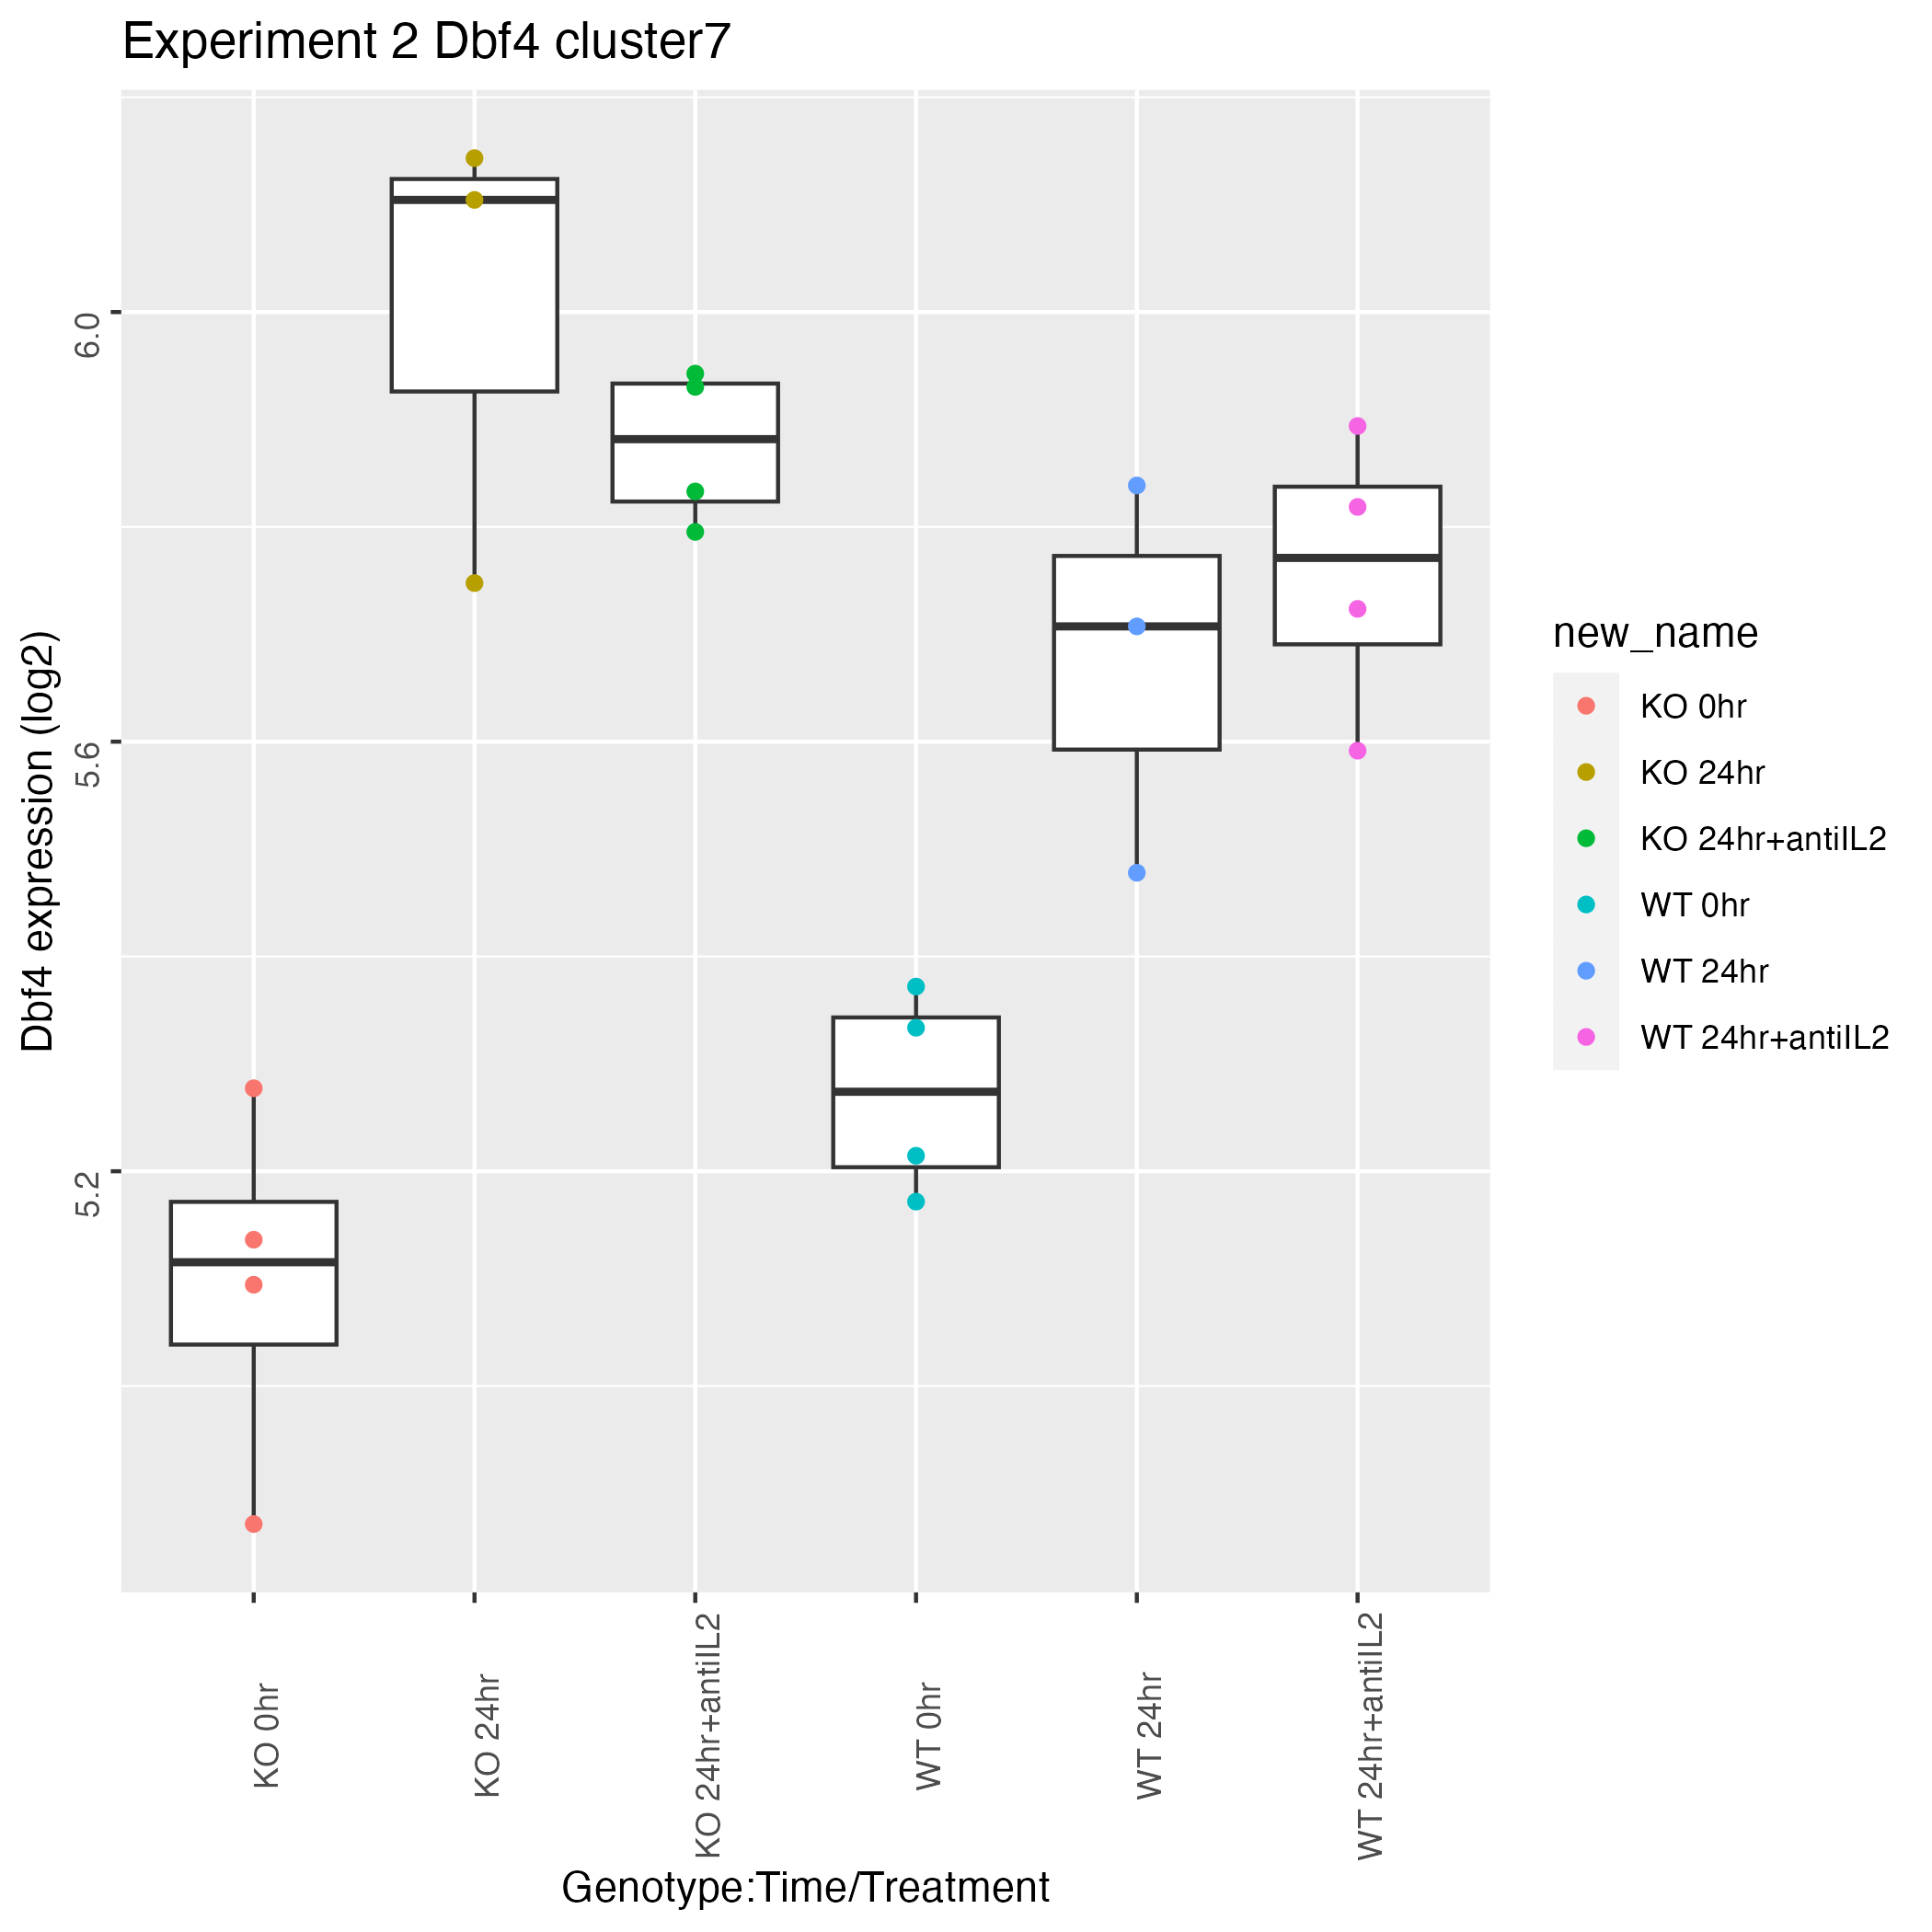 Experiment 2 Dbf4 cluster7
Dbf4 expression (log2)
6.0
5.6
5.2
KO 0hr
KO 24hr
KO 24hr+antiIL2
WT 0hr
WT 24hr
WT 24hr+antiIL2
Genotype:Time/Treatment
new_name
KO 0hr
KO 24hr
KO 24hr+antiIL2
WT 0hr
WT 24hr
WT 24hr+antiIL2